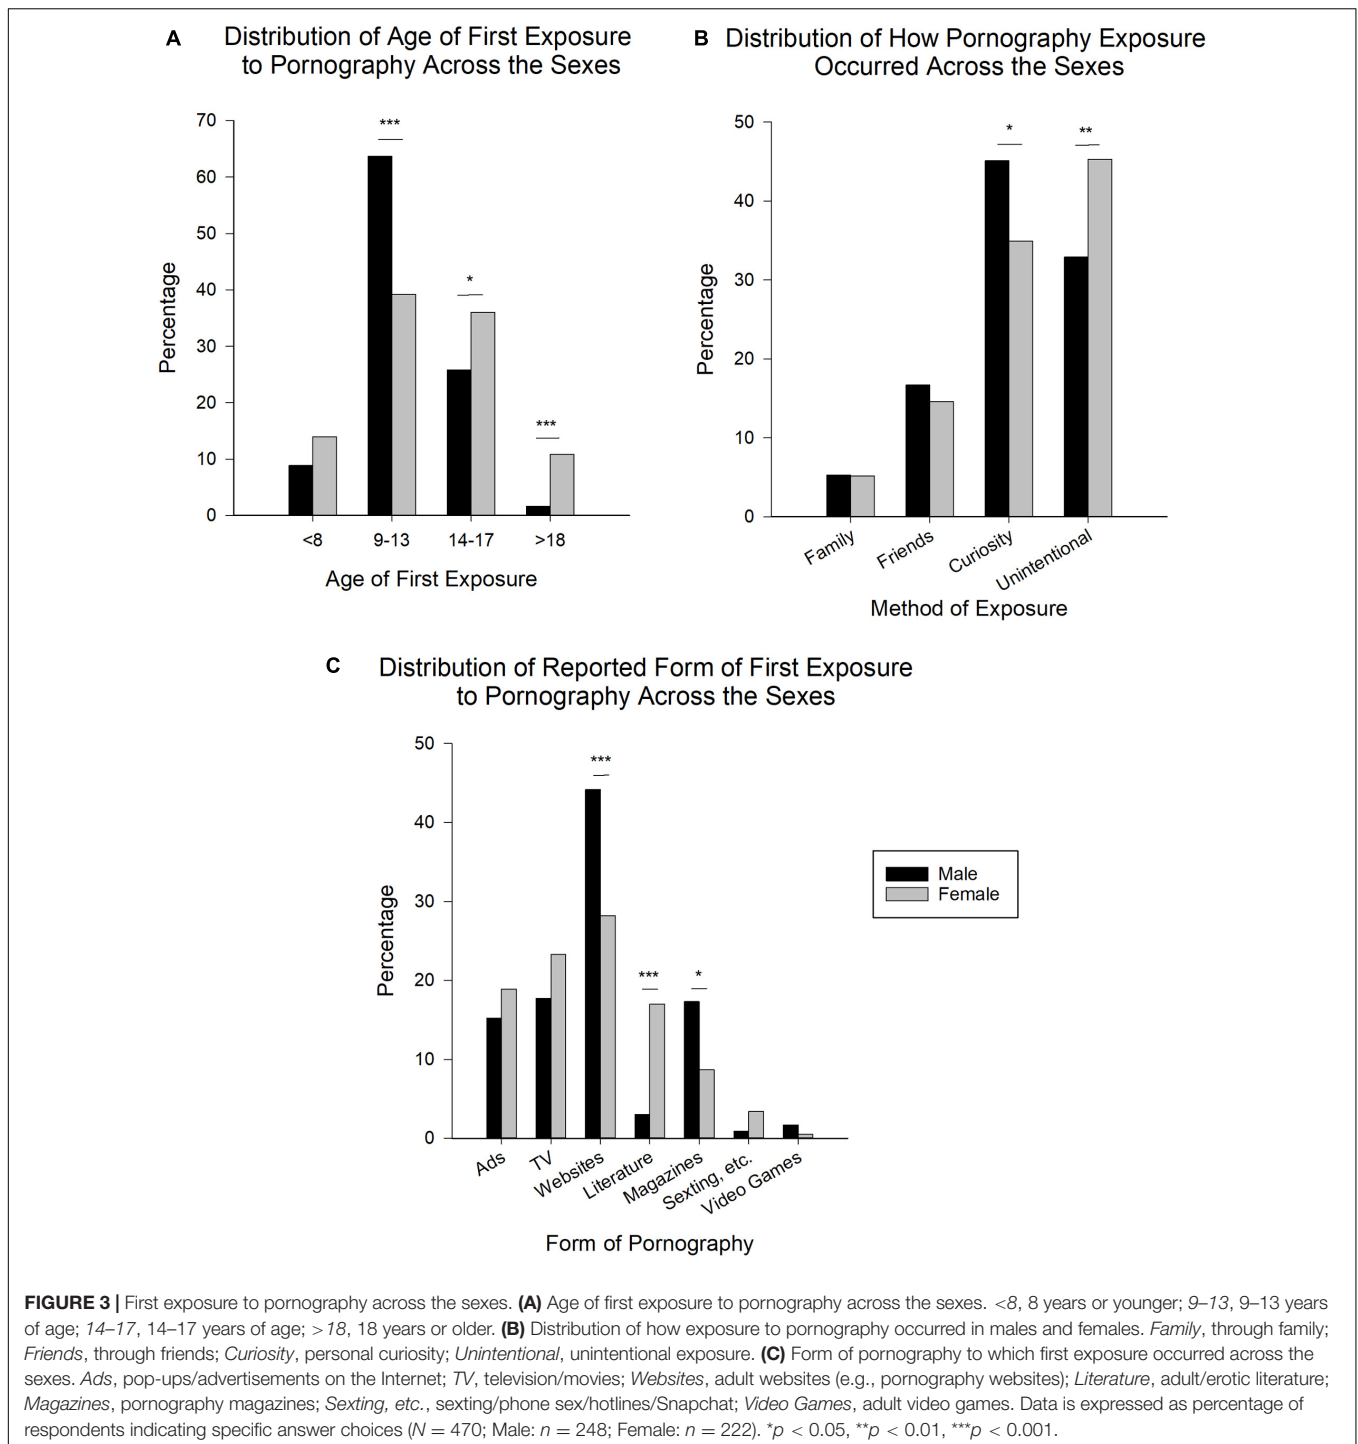 A Distribution of Age of First Exposure
to Pornography Across the Sexes
***
*
***
70
60
50
40
30
20
10
0
Percentage
<8 9-13 14-17 >18
Age of First Exposure
B Distribution of How Pornography Exposure
Occurred Across the Sexes
*
**
50
40
30
20
10
0
Percentage
Family Friends Curiosity Unintentional
Method of Exposure
C Distribution of Reported Form of First Exposure
to Pornography Across the Sexes
***
***
*
50
40
30
20
10
0
Percentage
Ads TV Websites Literature Magazines Sexting, etc. Video Games
Form of Pornography
Male
Female
FIGURE 3 | First exposure to pornography across the sexes. (A) Age of first exposure to pornography across the sexes. <8, 8 years or younger; 9–13, 9–13 years
of age; 14–17, 14–17 years of age; >18, 18 years or older. (B) Distribution of how exposure to pornography occurred in males and females. Family, through family;
Friends, through friends; Curiosity, personal curiosity; Unintentional, unintentional exposure. (C) Form of pornography to which first exposure occurred across the
sexes. Ads, pop-ups/advertisements on the Internet; TV, television/movies; Websites, adult websites (e.g., pornography websites); Literature, adult/erotic literature;
Magazines, pornography magazines; Sexting, etc., sexting/phone sex/hotlines/Snapchat; Video Games, adult video games. Data is expressed as percentage of
respondents indicating specific answer choices (N = 470; Male: n = 248; Female: n = 222). *p < 0.05, **p < 0.01, ***p < 0.001.